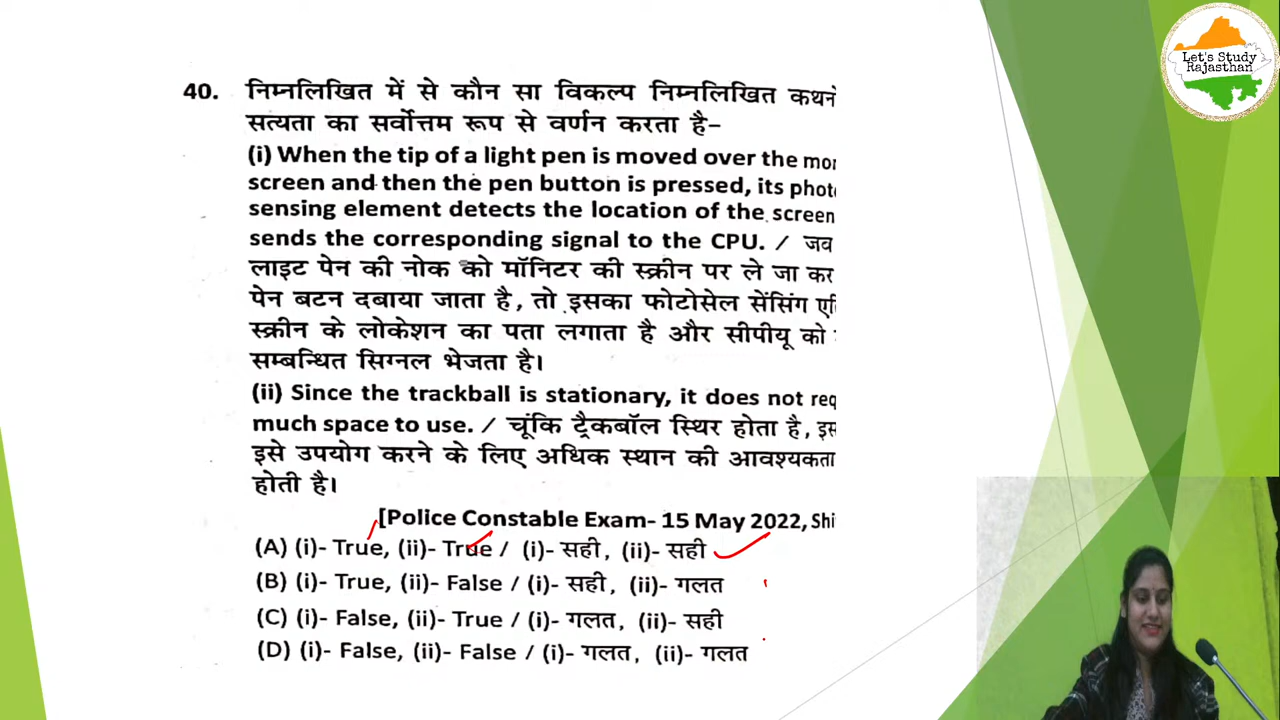 Let's Study
Rajasthan
40. निम्नलिखित में से कौन सा विकल्प निम्नलिखित
सत्यता का सर्वोत्तम रूप से वर्णन करता है–
(i) When the tip of a light pen is moved over the
screen and then the pen button is pressed, its
sensing element detects the location of the screen
sends the corresponding signal to the CPU. / जब
लाइट पेन की नोक को मॉनिटर की स्क्रीन पर ले जा कर
पेन बटन दबाया जाता है, तो इसका फोटोसेल सेंसिंग
स्क्रीन के लोकेशन का पता लगाता है और सीपीयू को
सम्बन्धित सिग्नल भेजता है।
(ii) Since the trackball is stationary, it does not
much space to use. / चूंकि ट्रैकबॉल स्थिर होता है,
इसे उपयोग करने के लिए अधिक स्थान की आवश्यकता
होती है।
[Police Constable Exam- 15 May 2022,
(A) (i)- True, (ii)- True / (i)- सही, (ii)- सही
(B) (i)- True, (ii)- False / (i)- सही, (ii)- गलत
(C) (i)- False, (ii)- True / (i)- गलत, (ii)- सही
(D) (i)- False, (ii)- False / (i)- गलत, (ii)- गलत